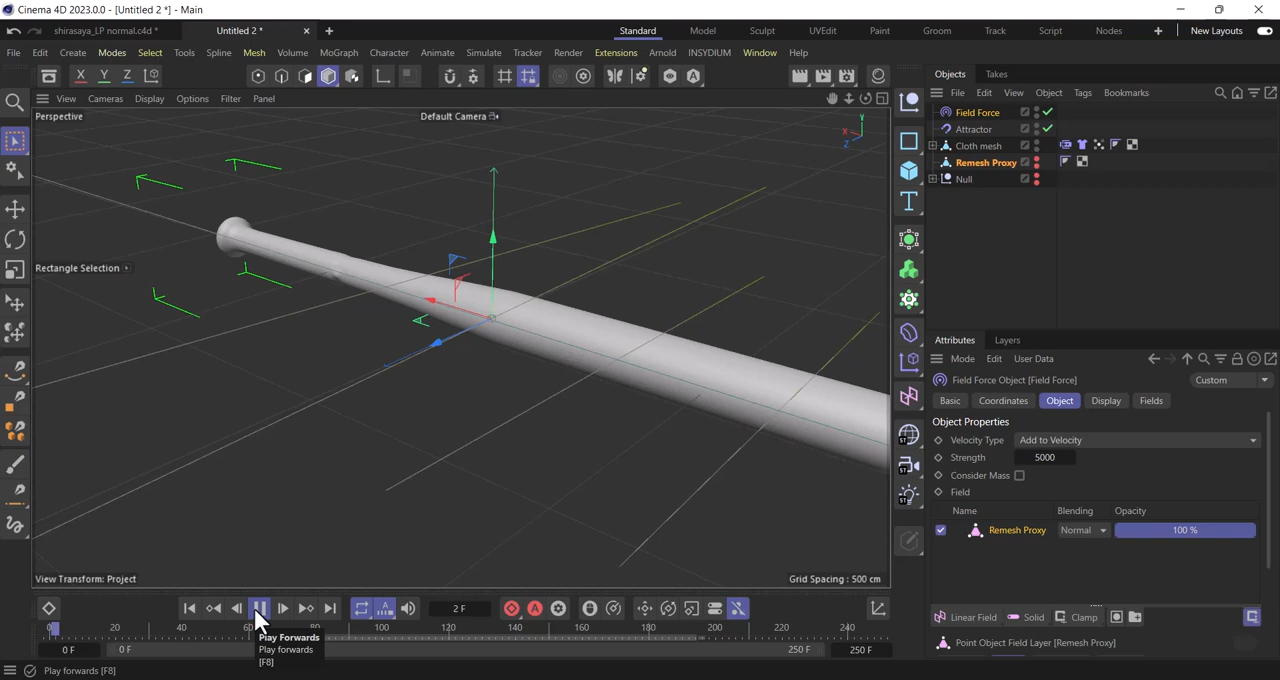 Cinema 4D 2023.0.0 - [Untitled 2 *] - Main
shirasaya_LP normal.c4d *
Untitled 2 *
Standard Model Sculpt UVEdit Paint Groom Track Script Nodes New Layouts
File Edit Create Modes Select Tools Spline Mesh Volume MoGraph Character Animate Simulate Tracker Render Extensions Arnold INSYDIUM Window Help
X Y Z
Objects Takes
View Cameras Display Options Filter Panel
File Edit View Object Tags Bookmarks
Perspective
Default Camera
Y
X
Z
Field Force
Attractor
Cloth mesh
Remesh Proxy
Null
Rectangle Selection
Attributes Layers
Mode Edit User Data
Field Force Object [Field Force]
Custom
Basic Coordinates Object Display Fields
Object Properties
Velocity Type Add to Velocity
Strength 5000
Consider Mass
Field
Name Blending Opacity
Remesh Proxy Normal 100 %
View Transform: Project
Grid Spacing : 500 cm
2 F
Linear Field Solid Clamp
0 20 40 80 100 120 140 160 180 200 220 240
Play Forwards
Play forwards
[F8]
0 F 0 F 250 F 250 F
Point Object Field Layer [Remesh Proxy]
Play forwards [F8]